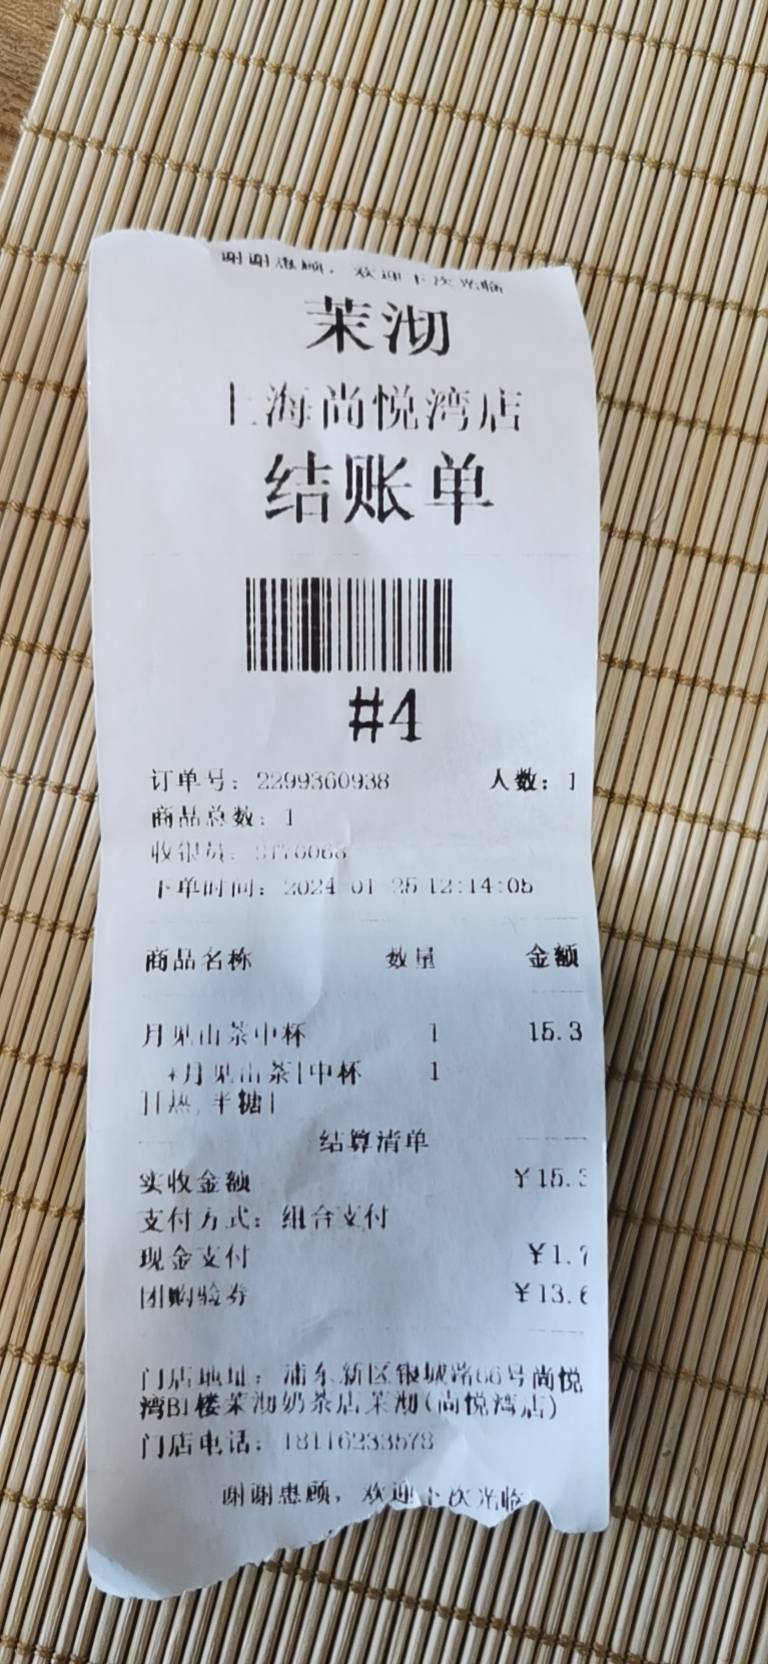 谢谢惠顾，欢迎下次光临
茉沏
上海尚悦湾店
结账单
#4
订单号：2299360938 人数：1
商品总数：1
收银员：
下单时间：2024-01-25 12:14:05
商品名称 数量 金额
月见山茶中杯 1 15.3
+月见山茶[中杯 1
][热,半糖]
结算清单
实收金额 ¥15.3
支付方式：组合支付
现金支付 ¥1.7
团购验券 ¥13.6
门店地址：浦东新区银城路66号尚悦
湾B1楼茉沏奶茶店茉沏(尚悦湾店)
门店电话：18116233578
谢谢惠顾，欢迎下次光临